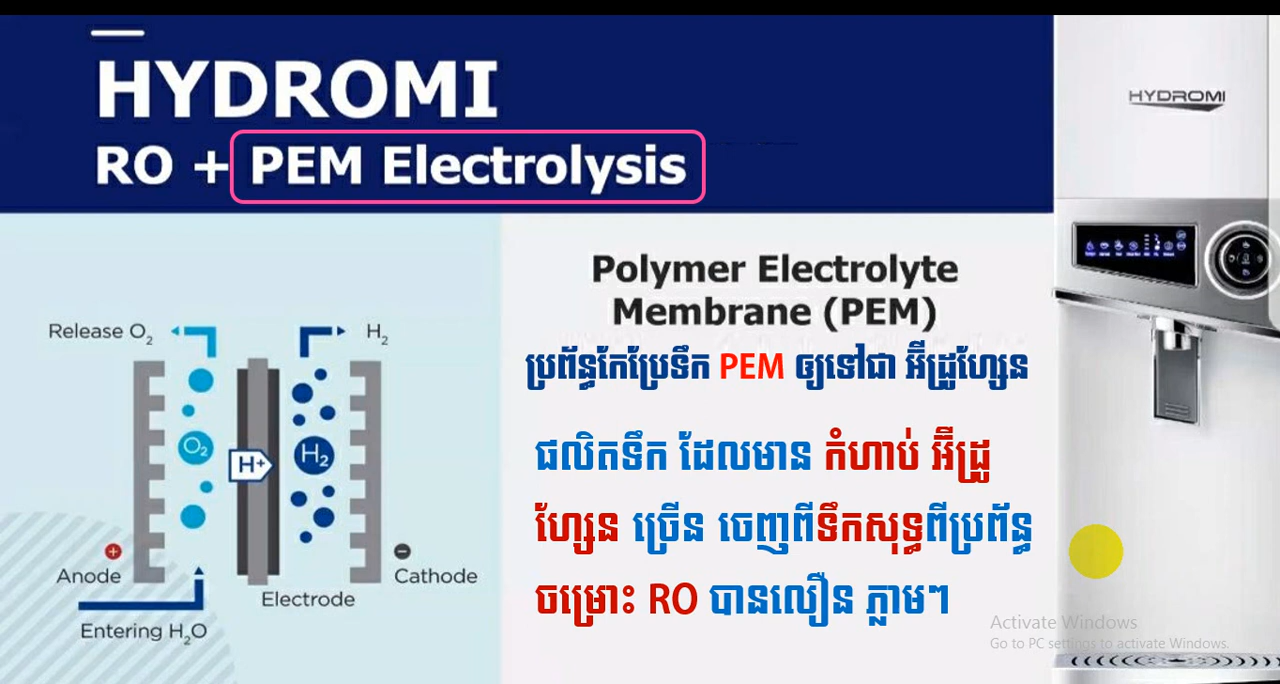 HYDROMI
RO + PEM Electrolysis
HYDROMI
Polymer Electrolyte
Membrane (PEM)
ប្រព័ន្ធកែប្រែទឹក PEM ឲ្យទៅជា អ៊ីដ្រូហ្សែន
ផលិតទឹក ដែលមាន កំហាប់ អ៊ីដ្រូ
ហ្សែន ច្រើន ចេញពីទឹកសុទ្ធពីប្រព័ន្ធ
ចម្រោះ RO បានលឿន ភ្លាមៗ
Release O₂
H₂
O₂
H⁺
H₂
+
−
Anode
Cathode
Electrode
Entering H₂O
Activate Windows
Go to PC settings to activate Windows.